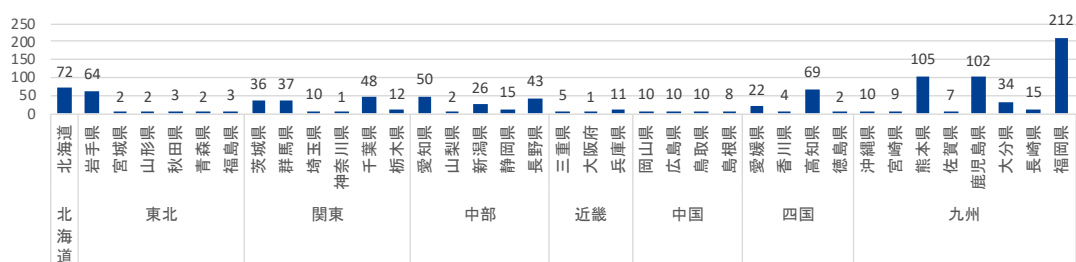 250
200
150
100
50
0
72 64 2 2 3 2 3 36 37 10 1 48 12 50 2 26 15 43 5 1 11 10 10 10 8 22 4 69 2 10 9 105 7 102 34 15 212
北海道 岩手県 宮城県 山形県 秋田県 青森県 福島県 茨城県 群馬県 埼玉県 神奈川県 千葉県 栃木県 愛知県 山梨県 新潟県 静岡県 長野県 三重県 大阪府 兵庫県 岡山県 広島県 鳥取県 島根県 愛媛県 香川県 高知県 徳島県 沖縄県 宮崎県 熊本県 佐賀県 鹿児島県 大分県 長崎県 福岡県
北海道 東北 関東 中部 近畿 中国 四国 九州